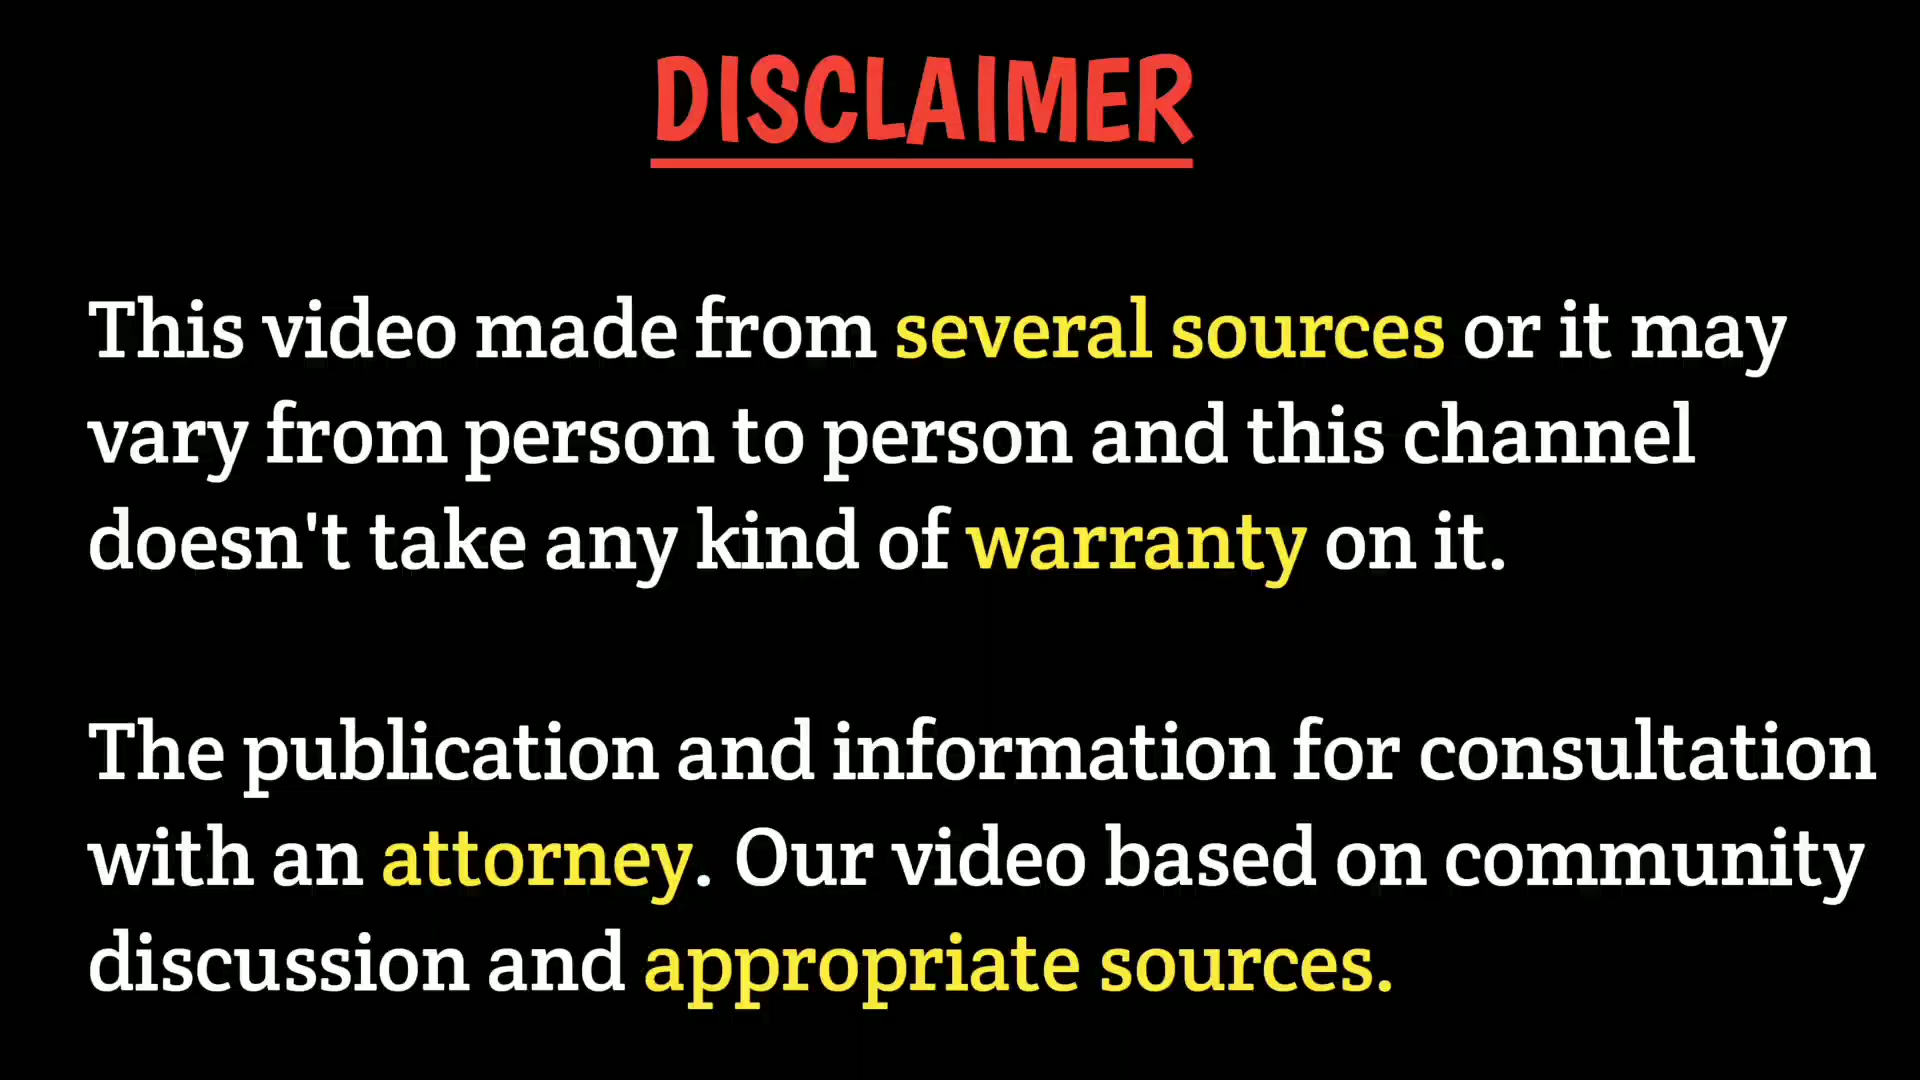 DISCLAIMER
This video made from several sources or it may
vary from person to person and this channel
doesn't take any kind of warranty on it.
The publication and information for consultation
with an attorney. Our video based on community
discussion and appropriate sources.